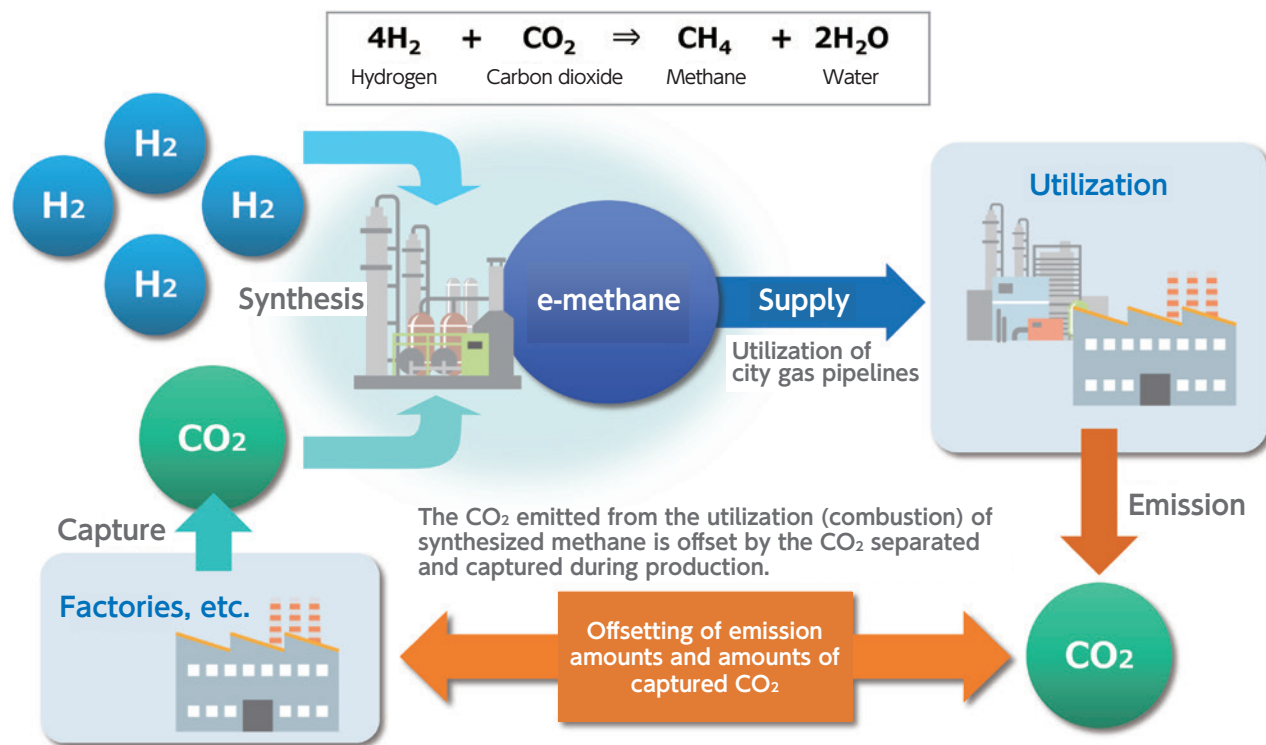 4H₂ + CO₂ ⇒ CH₄ + 2H₂O
Hydrogen Carbon dioxide Methane Water
H₂
H₂
H₂
H₂
Synthesis
e-methane
Supply
Utilization of
city gas pipelines
Utilization
CO₂
Capture
Factories, etc.
The CO₂ emitted from the utilization (combustion) of
synthesized methane is offset by the CO₂ separated
and captured during production.
Emission
Offsetting of emission
amounts and amounts of
captured CO₂
CO₂